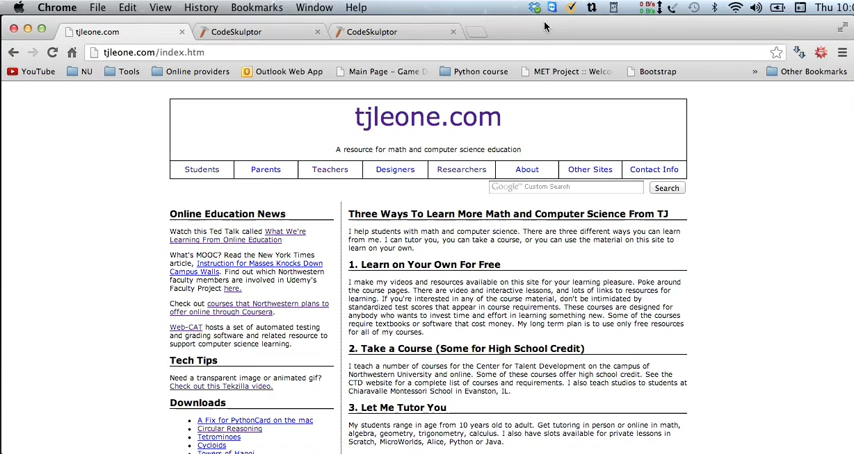 Chrome File Edit View History Bookmarks Window Help 0 B/s 0 B/s Thu 10:0
tjleone.com CodeSkulptor CodeSkulptor
tjleone.com/index.htm
YouTube NU Tools Online providers Outlook Web App Main Page - Game D Python course MET Project :: Welco Bootstrap » Other Bookmarks
tjleone.com
A resource for math and computer science education
Students Parents Teachers Designers Researchers About Other Sites Contact Info
Google™ Custom Search Search
Online Education News
Watch this Ted Talk called What We're
Learning From Online Education
What's MOOC? Read the New York Times
article, Instruction for Masses Knocks Down
Campus Walls. Find out which Northwestern
faculty members are involved in Udemy's
Faculty Project here.
Check out courses that Northwestern plans to
offer online through Coursera.
Web-CAT hosts a set of automated testing
and grading software and related resource to
support computer science learning.
Tech Tips
Need a transparent image or animated gif?
Check out this Tekzilla video.
Downloads
A Fix for PythonCard on the mac
Circular Reasoning
Tetrominoes
Cycloids
Towers of Hanoi
Three Ways To Learn More Math and Computer Science From TJ
I help students with math and computer science. There are three different ways you can learn
from me. I can tutor you, you can take a course, or you can use the material on this site to
learn on your own.
1. Learn on Your Own For Free
I make my videos and resources available on this site for your learning pleasure. Poke around
the course pages. There are video and interactive lessons, and lots of links to resources for
learning. If you're interested in any of the course material, don't be intimidated by
standardized test scores that appear in course requirements. These courses are designed for
anybody who wants to invest time and effort in learning something new. Some of the courses
require textbooks or software that cost money. My long term plan is to use only free resources
for all of my courses.
2. Take a Course (Some for High School Credit)
I teach a number of courses for the Center for Talent Development on the campus of
Northwestern University and online. Some of these courses offer high school credit. See the
CTD website for a complete list of courses and requirements. I also teach studios to students at
Chiaravalle Montessori School in Evanston, IL.
3. Let Me Tutor You
My students range in age from 10 years old to adult. Get tutoring in person or online in math,
algebra, geometry, trigonometry, calculus. I also have slots available for private lessons in
Scratch, MicroWorlds, Alice, Python or Java.